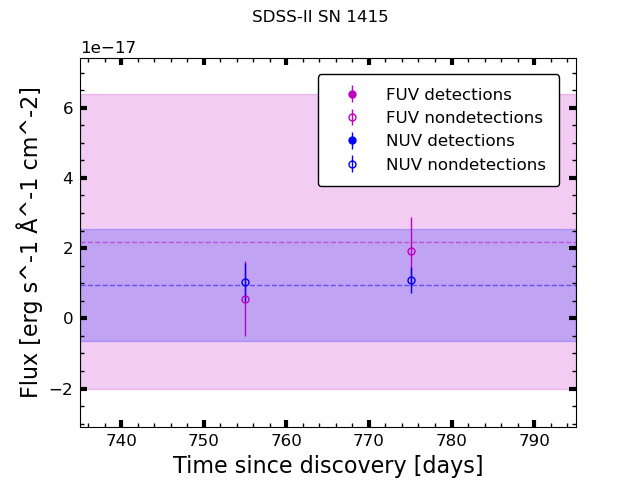 SDSS-II SN 1415
1e−17
FUV detections
FUV nondetections
NUV detections
NUV nondetections
6
4
2
0
−2
Flux [erg s^-1 Å^-1 cm^-2]
740 750 760 770 780 790
Time since discovery [days]